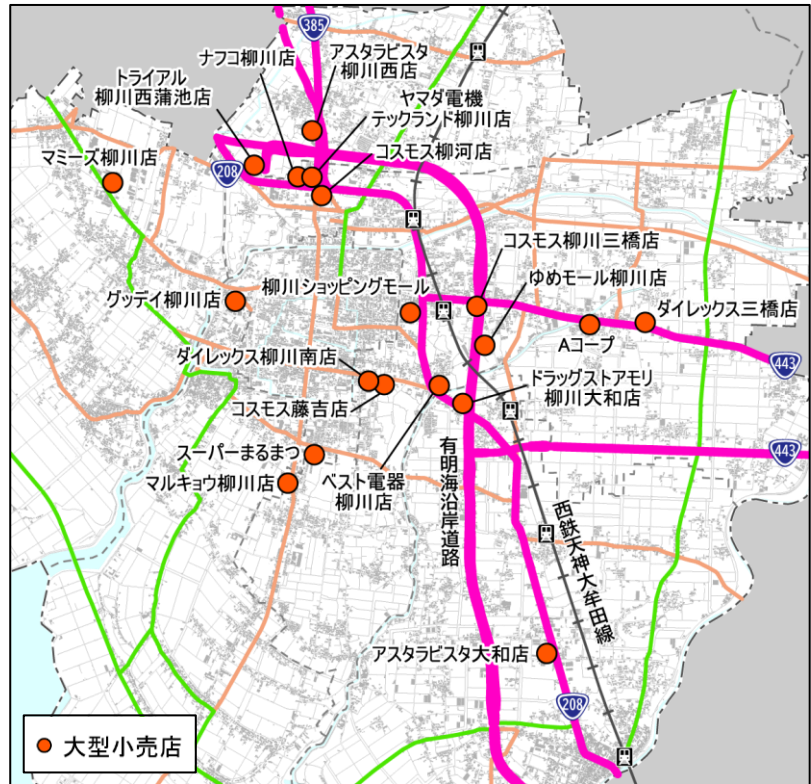 385
ナフコ柳川店
アスタラビスタ
柳川西店
トライアル
柳川西蒲池店
ヤマダ電機
テックランド柳川店
コスモス柳河店
マミーズ柳川店
208
コスモス柳川三橋店
柳川ショッピングモール
ゆめモール柳川店
グッデイ柳川店
ダイレックス三橋店
Aコープ
443
ダイレックス柳川南店
コスモス藤吉店
ドラッグストアモリ
柳川大和店
443
スーパーまるまつ
マルキョウ柳川店
ベスト電器
柳川店
有明海沿岸道路
西鉄天神大牟田線
アスタラビスタ大和店
208
大型小売店